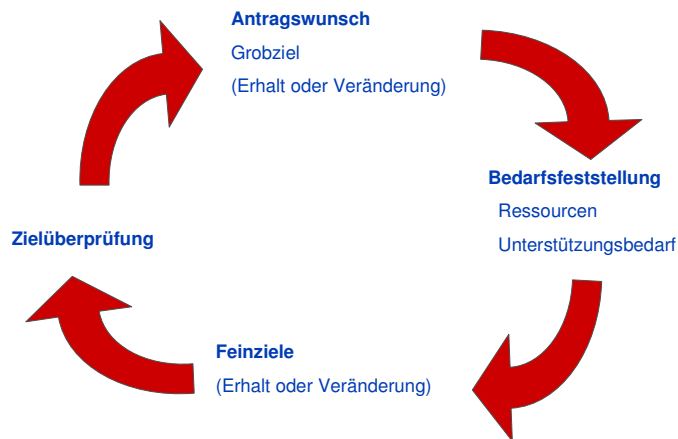 Antragswunsch
Grobziel
(Erhalt oder Veränderung)
Bedarfsfeststellung
Ressourcen
Unterstützungsbedarf
Feinziele
(Erhalt oder Veränderung)
Zielüberprüfung